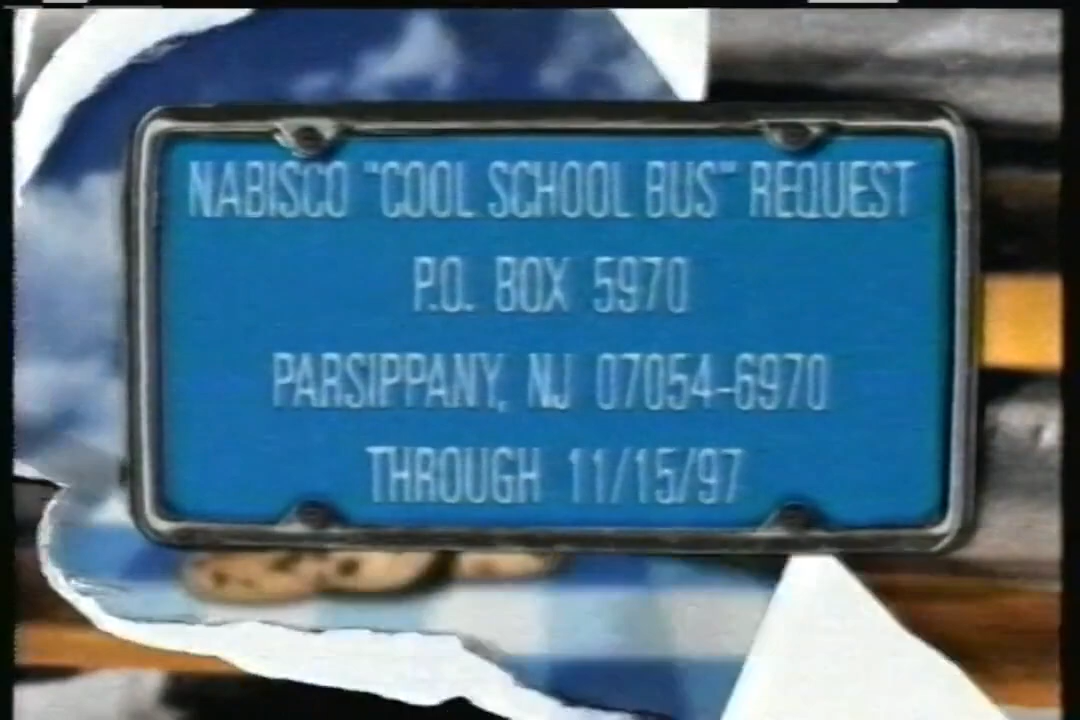 NABISCO "COOL SCHOOL BUS" REQUEST
P.O. BOX 5970
PARSIPPANY, NJ 07054-6970
THROUGH 11/15/97